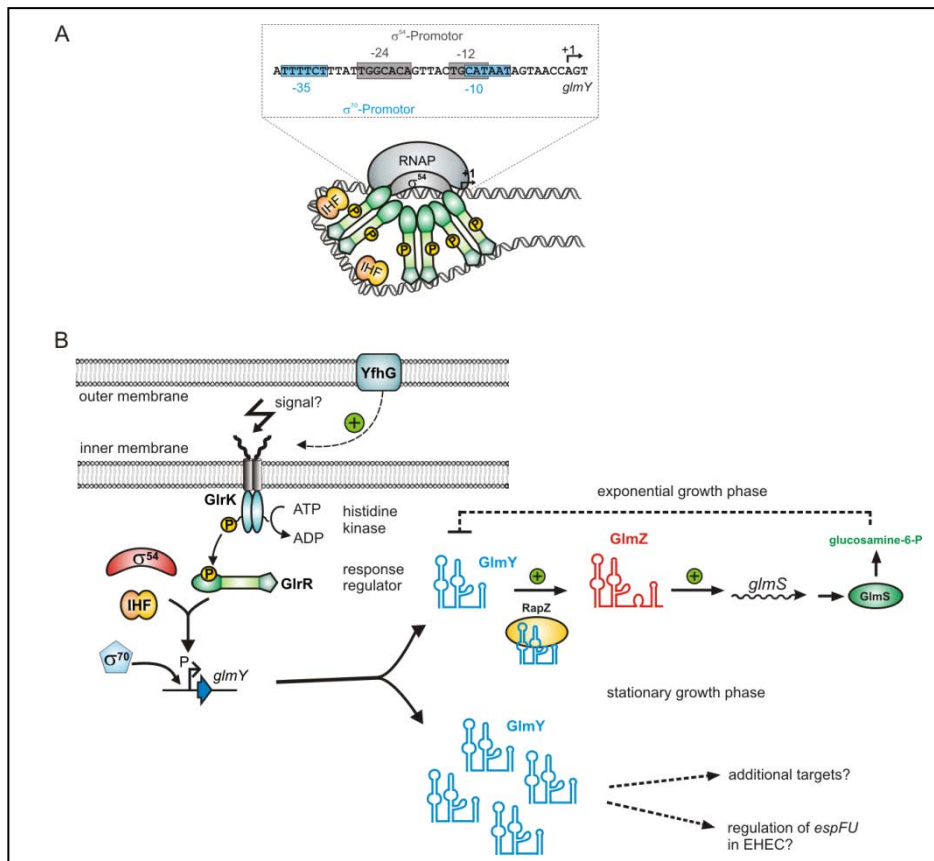 A
σ54-Promotor
-24
-12
+1
ATTTTCTTTATTGGCACAGTTACTGCATAATAGTAACCAGT
-35
-10
glmY
σ70-Promotor
RNAP
σ54
+1
IHF
P
P
P
P
P
P
IHF
B
YfhG
outer membrane
signal?
+
inner membrane
GlrK
P
ATP
ADP
histidine
kinase
exponential growth phase
σ54
P
GlrR
response
regulator
IHF
GlmY
+
RapZ
GlmZ
+
glmS
glucosamine-6-P
GlmS
σ70
P
glmY
stationary growth phase
GlmY
additional targets?
regulation of espFU
in EHEC?